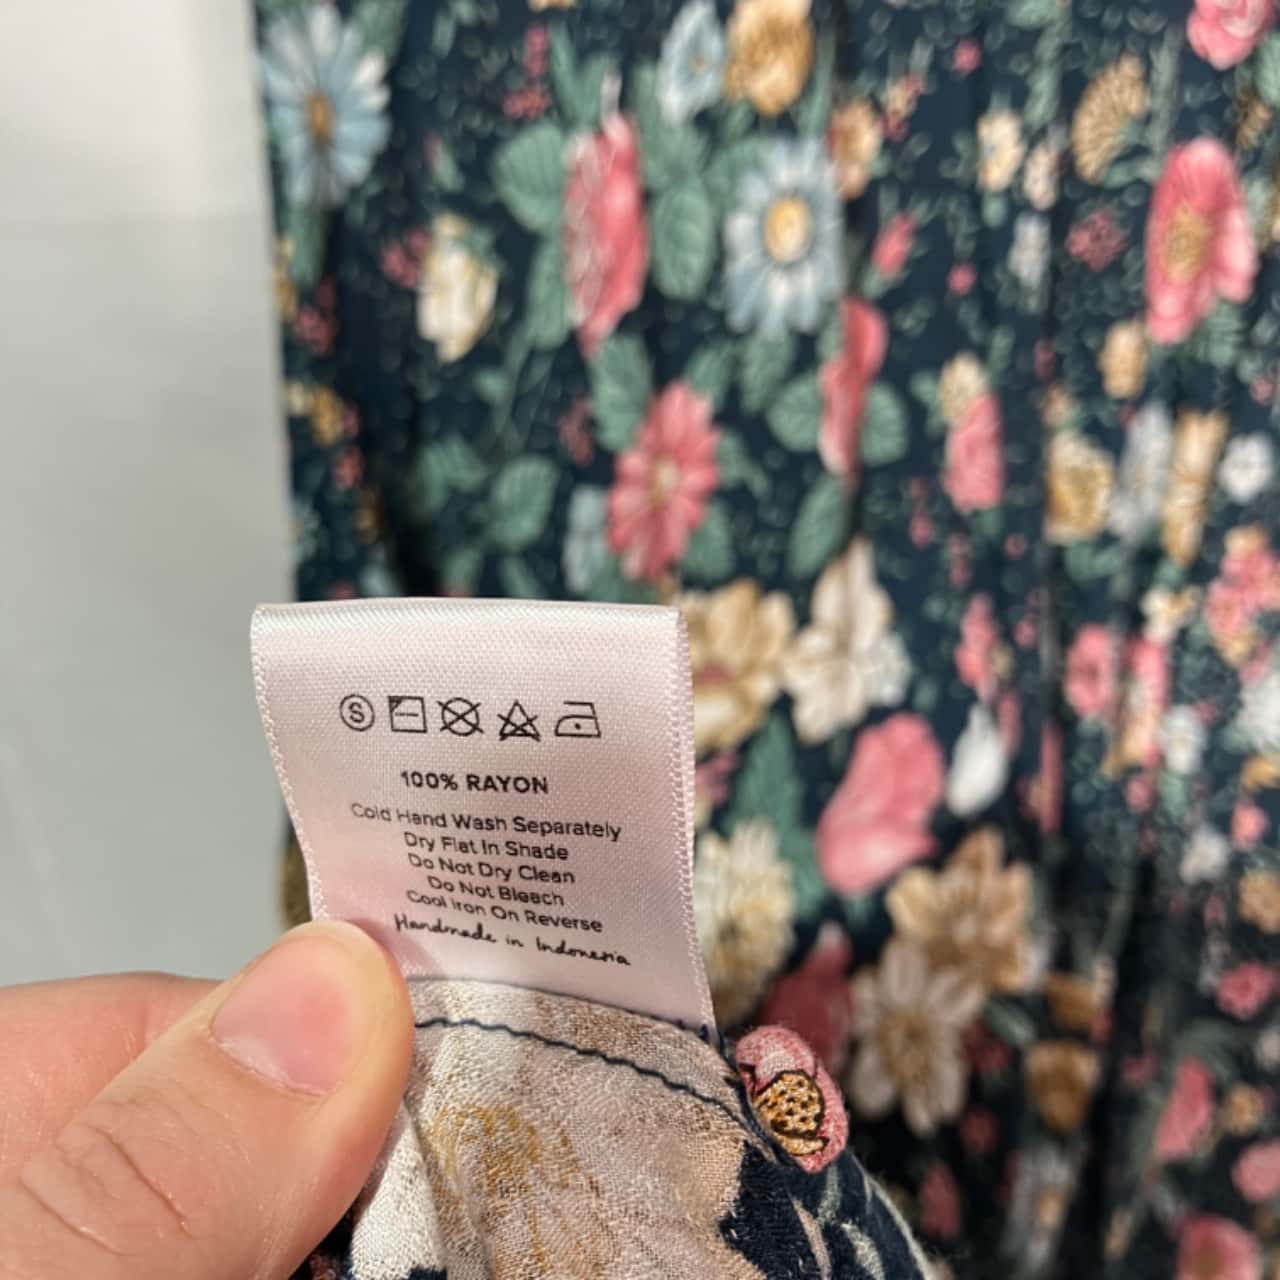 S
100% RAYON
Cold Hand Wash Separately
Dry Flat In Shade
Do Not Dry Clean
Do Not Bleach
Cool Iron On Reverse
Handmade in Indonesia